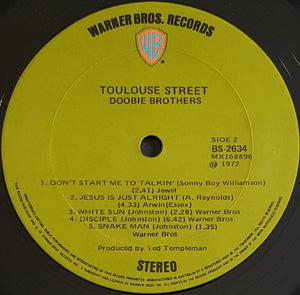 WARNER BROS. RECORDS
WB
TOULOUSE STREET
DOOBIE BROTHERS
SIDE 2
BS-2634
MX168896
℗ 1972
1. DON'T START ME TO TALKIN' (Sonny Boy Williamson)
(2.41) Jewel
2. JESUS IS JUST ALRIGHT (A. Reynolds)
(4.33) Arwin(Essex)
3. WHITE SUN (Johnston) (2.28) Warner Bros
4. DISCIPLE (Johnston) (6.42) Warner Bros
5. SNAKE MAN (Johnston) (1.35)
Warner Bros
Produced by Ted Templeman
STEREO